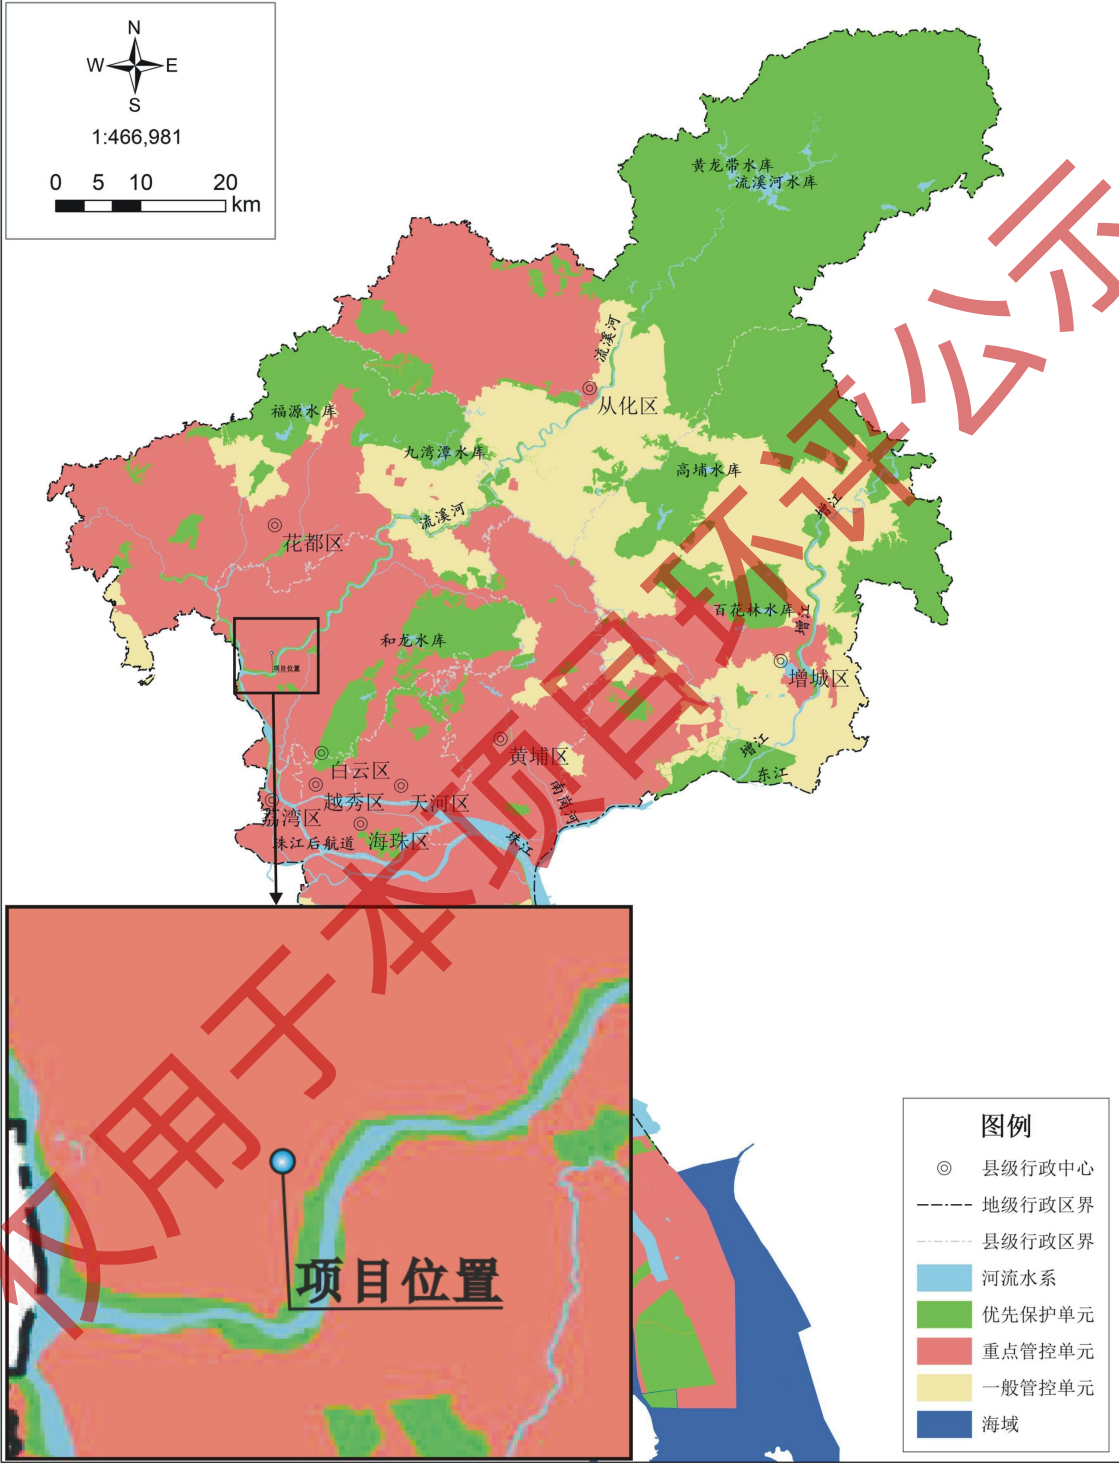 N
W E
S
1:466,981
0 5 10 20
km
黄龙带水库
流溪河水库
流溪河
从化区
福源水库
九湾潭水库
高埔水库
流溪河
增江
花都区
百花林水库
增江
和龙水库
项目位置
增城区
黄埔区
增江
白云区
东江
越秀区
天河区
南岗河
荔湾区
珠江后航道
海珠区
珠江
项目位置
图例
县级行政中心
地级行政区界
县级行政区界
河流水系
优先保护单元
重点管控单元
一般管控单元
海域
仅用于本项目环评公示